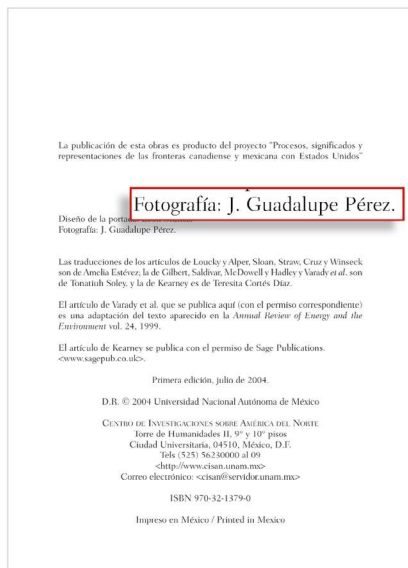 La publicación de esta obras es producto del proyecto "Procesos, significados y
representaciones de las fronteras canadiense y mexicana con Estados Unidos"
Fotografía: J. Guadalupe Pérez.
Diseño de la portada:
Fotografía: J. Guadalupe Pérez.
Las traducciones de los artículos de Loucky y Alper, Sloan, Straw, Cruz y Winseck
son de Amelia Estévez; la de Gilbert, Saldívar, McDowell y Hadley y Varady et al. son
de Tonatiuh Soley, y la de Kearney es de Teresita Cortés Díaz.
El artículo de Varady et al. que se publica aquí (con el permiso correspondiente)
es una adaptación del texto aparecido en la Annual Review of Energy and the
Environment vol. 24, 1999.
El artículo de Kearney se publica con el permiso de Sage Publications.
<www.sagepub.co.uk>.
Primera edición, julio de 2004.
D.R. © 2004 Universidad Nacional Autónoma de México
CENTRO DE INVESTIGACIONES SOBRE AMÉRICA DEL NORTE
Torre de Humanidades II, 9° y 10° pisos
Ciudad Universitaria, 04510, México, D.F.
Tels (525) 56230000 al 09
<http://www.cisan.unam.mx>
Correo electrónico: <cisan@servidor.unam.mx>
ISBN 970-32-1379-0
Impreso en México / Printed in Mexico